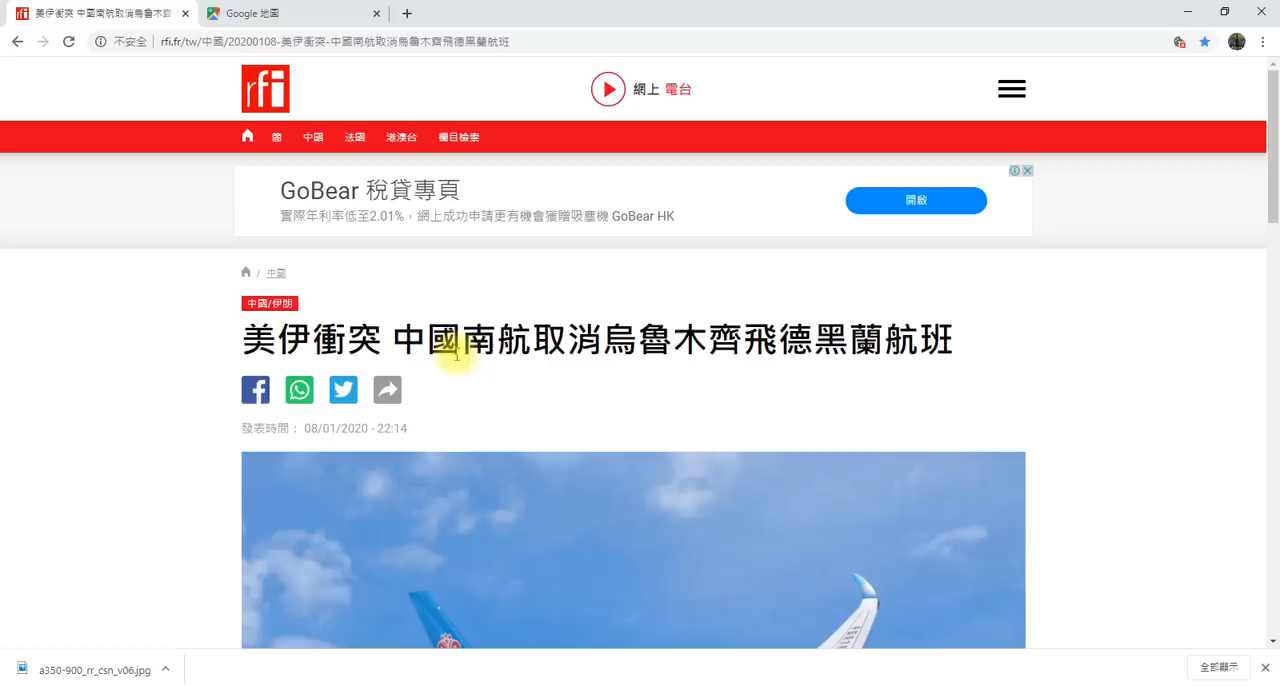 美伊衝突 中國南航取消烏魯木齊
Google 地圖
不安全 | rfi.fr/tw/中國/20200108-美伊衝突-中國南航取消烏魯木齊飛德黑蘭航班
rfi
網上 電台
簡 中國 法國 港澳台 欄目檢索
GoBear 稅貸專頁
實際年利率低至2.01%，網上成功申請更有機會獲贈吸塵機 GoBear HK
開啟
/ 中國
中國/伊朗
美伊衝突 中國南航取消烏魯木齊飛德黑蘭航班
發表時間： 08/01/2020 - 22:14
a350-900_rr_csn_v06.jpg
全部顯示